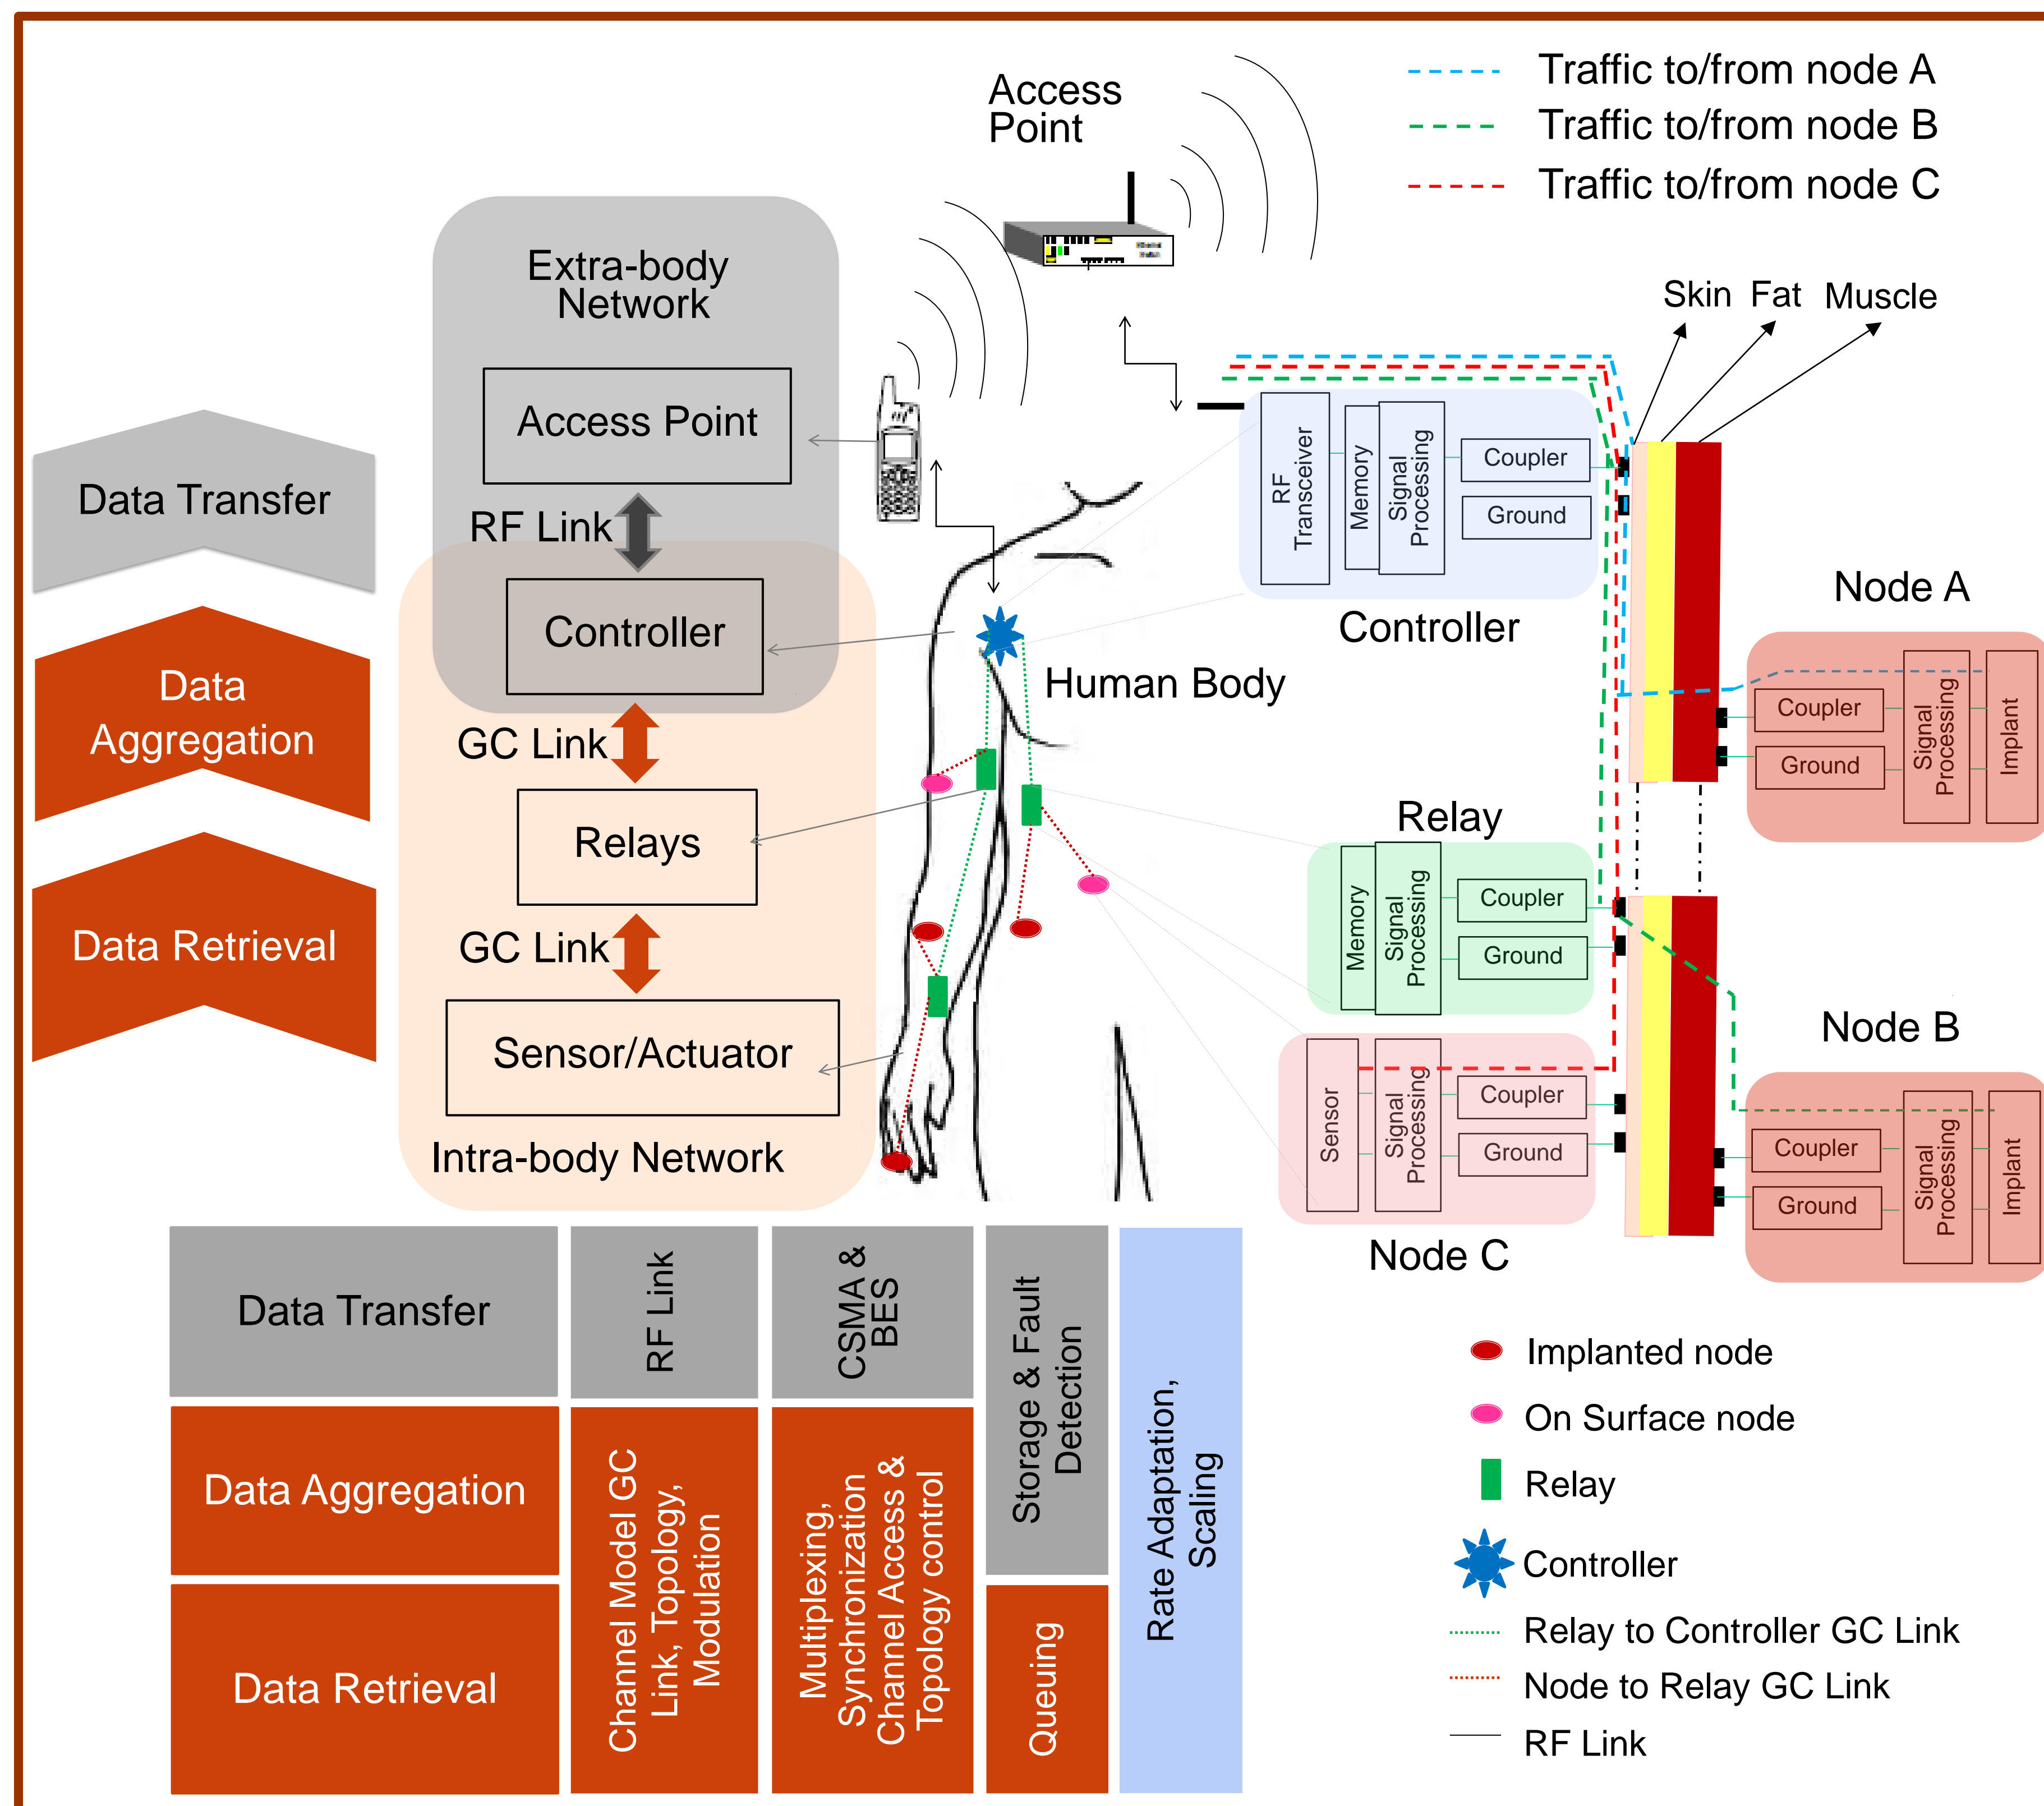 Access
Point
Traffic to/from node A
Traffic to/from node B
Traffic to/from node C
Extra-body
Network
Access Point
RF Link
Controller
GC Link
Relays
GC Link
Sensor/Actuator
Intra-body Network
Data Transfer
Data
Aggregation
Data Retrieval
Human Body
Skin Fat Muscle
RF
Transceiver
Memory
Signal
Processing
Coupler
Ground
Controller
Node A
Coupler
Ground
Signal
Processing
Implant
Relay
Memory
Signal
Processing
Coupler
Ground
Node B
Coupler
Ground
Signal
Processing
Implant
Sensor
Signal
Processing
Coupler
Ground
Node C
Data Transfer
Data Aggregation
Data Retrieval
RF Link
Channel Model GC
Link, Topology,
Modulation
CSMA &
BES
Multiplexing,
Synchronization
Channel Access &
Topology control
Storage & Fault
Detection
Queuing
Rate Adaptation,
Scaling
Implanted node
On Surface node
Relay
Controller
Relay to Controller GC Link
Node to Relay GC Link
RF Link